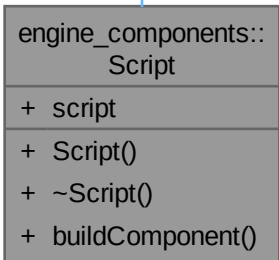 engine_components::
Script
+ script
+ Script()
+ ~Script()
+ buildComponent()